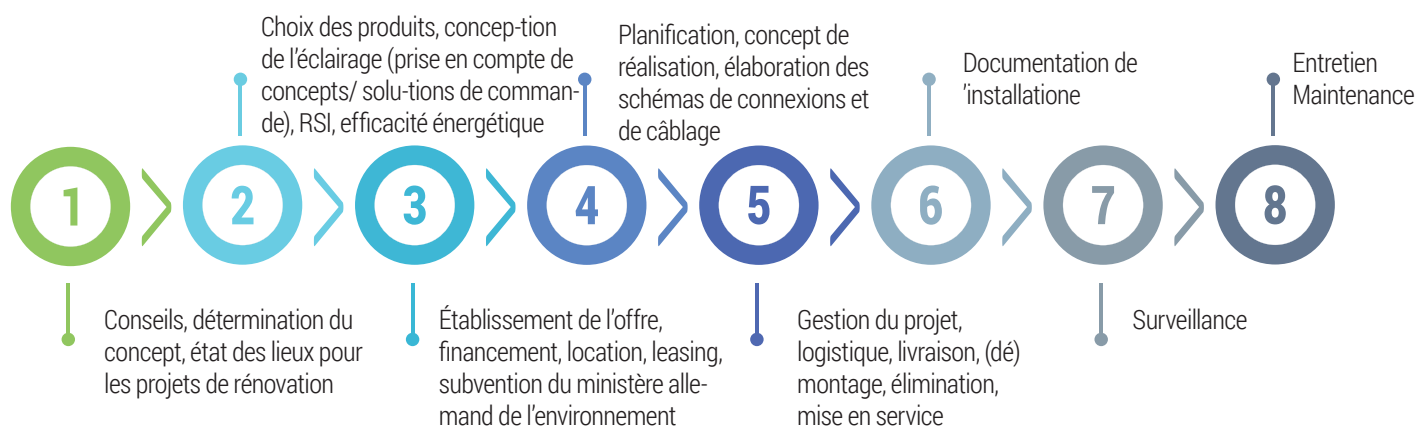 1
Conseils, détermination du
concept, état des lieux pour
les projets de rénovation
2
Choix des produits, concep-tion
de l'éclairage (prise en compte de
concepts/ solu-tions de comman-
de), RSI, efficacité énergétique
3
Établissement de l'offre,
financement, location, leasing,
subvention du ministère alle-
mand de l'environnement
4
Planification, concept de
réalisation, élaboration des
schémas de connexions et
de câblage
5
Gestion du projet,
logistique, livraison, (dé)
montage, élimination,
mise en service
6
Documentation de
'installatione
7
Surveillance
8
Entretien
Maintenance